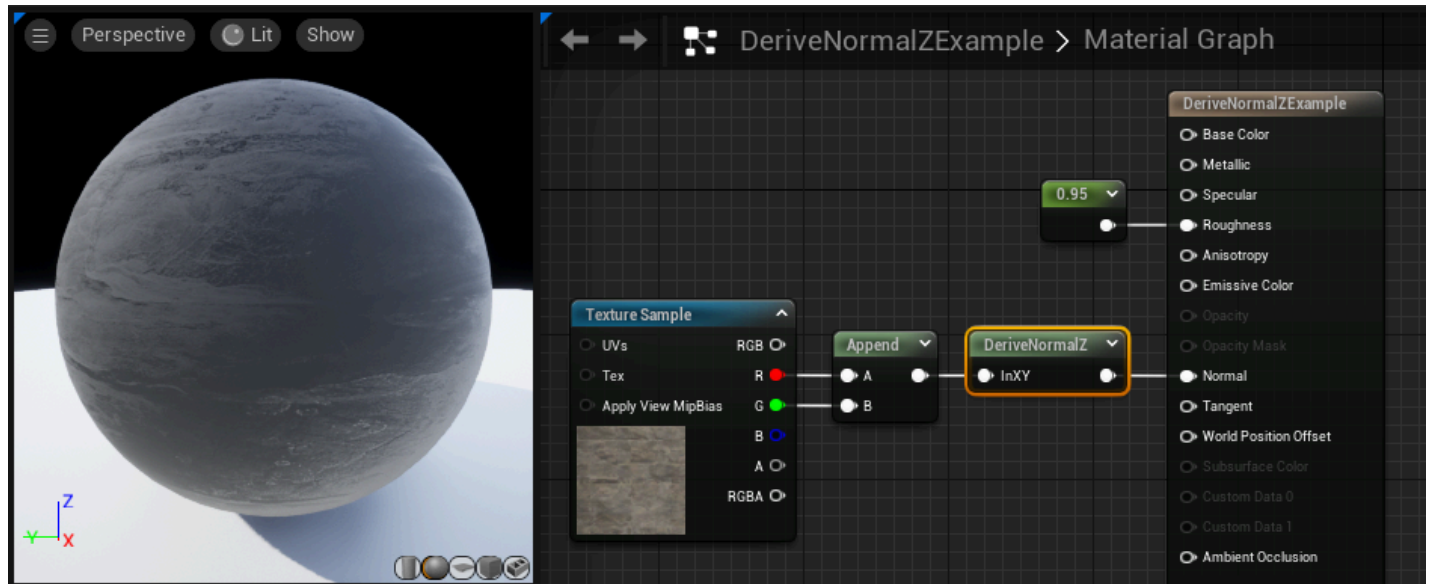 Perspective
Lit
Show
DeriveNormalZExample > Material Graph
DeriveNormalZExample
Base Color
Metallic
0.95
Specular
Roughness
Anisotropy
Emissive Color
Texture Sample
Opacity
UVs RGB
Append
DeriveNormalZ
Opacity Mask
Tex R
A
InXY
Normal
Apply View MipBias G
B
Tangent
B
World Position Offset
A
Subsurface Color
RGBA
Custom Data 0
Custom Data 1
Ambient Occlusion
Z
Y
X